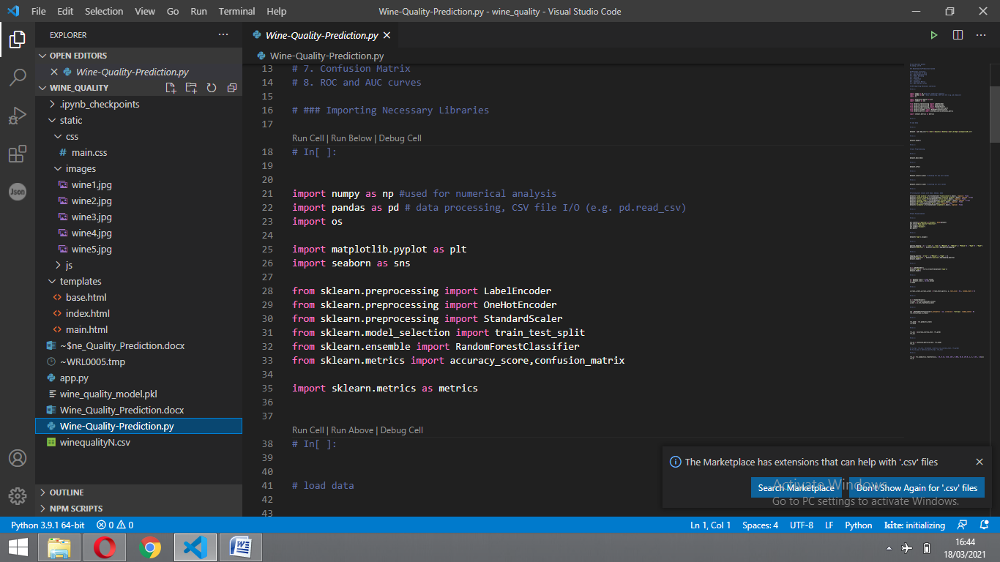 File Edit Selection View Go Run Terminal Help
Wine-Quality-Prediction.py - wine_quality - Visual Studio Code
EXPLORER
OPEN EDITORS
Wine-Quality-Prediction.py
WINE_QUALITY
.ipynb_checkpoints
static
css
# main.css
images
wine1.jpg
wine2.jpg
wine3.jpg
wine4.jpg
wine5.jpg
js
templates
<> base.html
<> index.html
<> main.html
~$ne_Quality_Prediction.docx
~WRL0005.tmp
app.py
wine_quality_model.pkl
Wine_Quality_Prediction.docx
Wine-Quality-Prediction.py
winequalityN.csv
OUTLINE
NPM SCRIPTS
Json
Wine-Quality-Prediction.py
Wine-Quality-Prediction.py
13 # 7. Confusion Matrix
14 # 8. ROC and AUC curves
15
16 # ### Importing Necessary Libraries
17
Run Cell | Run Below | Debug Cell
18 # In[ ]:
19
20
21 import numpy as np #used for numerical analysis
22 import pandas as pd # data processing, CSV file I/O (e.g. pd.read_csv)
23 import os
24
25 import matplotlib.pyplot as plt
26 import seaborn as sns
27
28 from sklearn.preprocessing import LabelEncoder
29 from sklearn.preprocessing import OneHotEncoder
30 from sklearn.preprocessing import StandardScaler
31 from sklearn.model_selection import train_test_split
32 from sklearn.ensemble import RandomForestClassifier
33 from sklearn.metrics import accuracy_score,confusion_matrix
34
35 import sklearn.metrics as metrics
36
37
Run Cell | Run Above | Debug Cell
38 # In[ ]:
39
40
41 # load data
42
43
The Marketplace has extensions that can help with '.csv' files
Search Marketplace
Don't Show Again for '.csv' files
Activate Windows
Go to PC settings to activate Windows.
Python 3.9.1 64-bit 0 0
Ln 1, Col 1 Spaces: 4 UTF-8 LF Python kite: initializing
16:44
18/03/2021